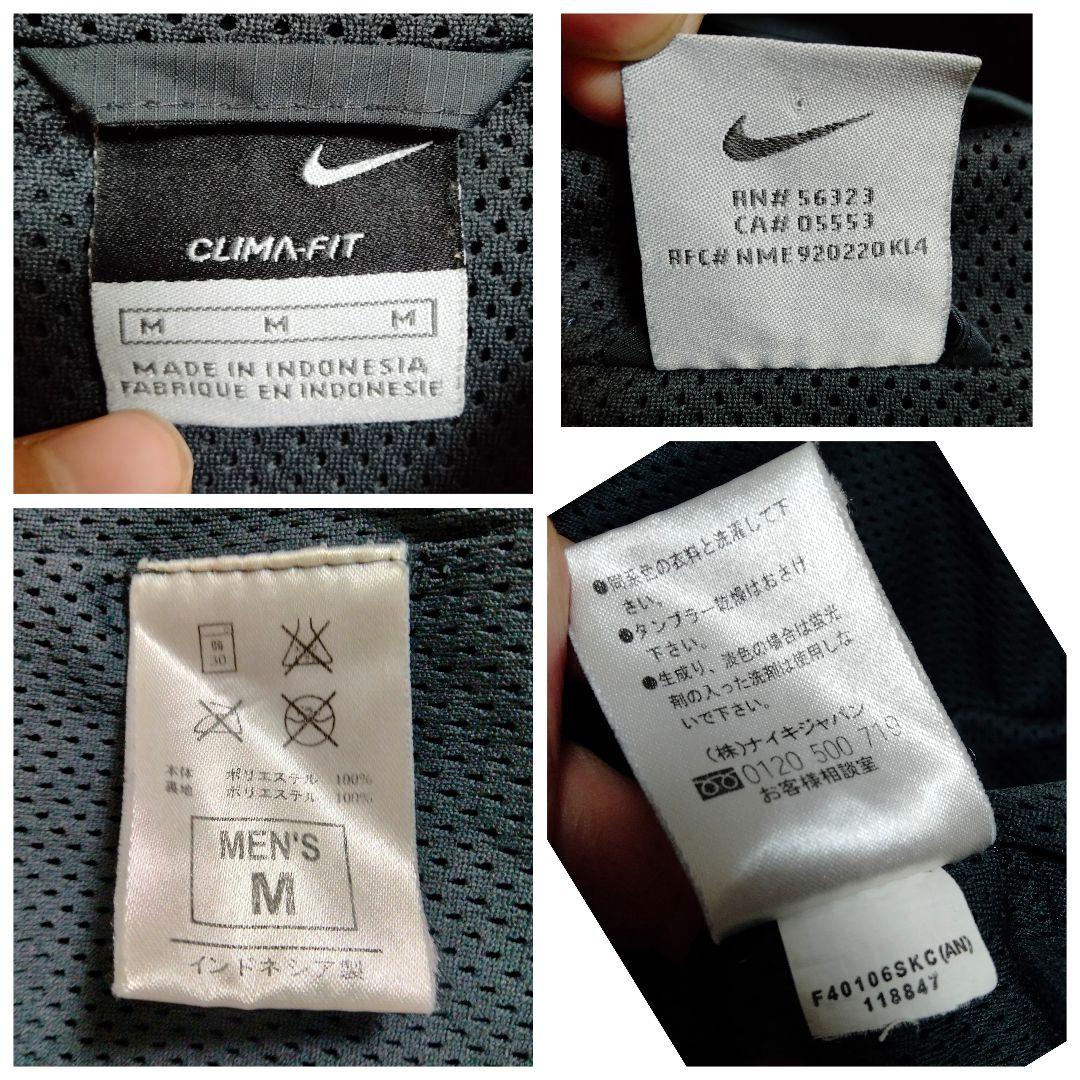 CLIMA-FIT
M M M
MADE IN INDONESIA
FABRIQUE EN INDONESIE
RN# 56323
CA# 05553
RFC# NME920220KL4
弱
30
本体 ポリエステル 100%
裏地 ポリエステル 100%
MEN'S
M
インドネシア製
●同系色の衣料と洗濯して下
さい。
●タンブラー乾燥はおさけ
下さい。
●生成り、淡色の場合は蛍光
剤の入った洗剤は使用しな
いで下さい。
(株)ナイキジャパン
0120 500 719
お客様相談室
F40106SKC(AN)
118847